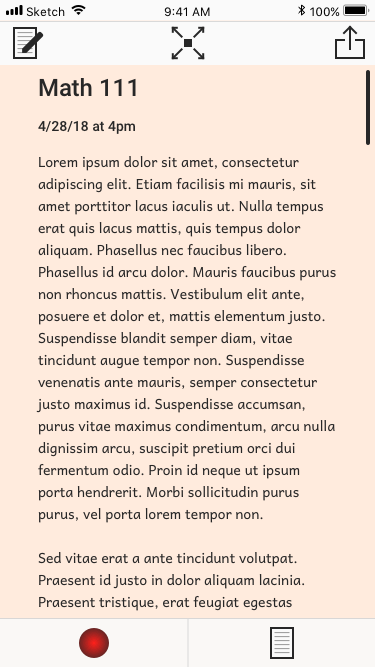 Sketch 9:41 AM 100%
Math 111
4/28/18 at 4pm
Lorem ipsum dolor sit amet, consectetur
adipiscing elit. Etiam facilisis mi mauris, sit
amet porttitor lacus iaculis ut. Nulla tempus
erat quis lacus mattis, quis tempus dolor
aliquam. Phasellus nec faucibus libero.
Phasellus id arcu dolor. Mauris faucibus purus
non rhoncus mattis. Vestibulum elit ante,
posuere et dolor et, mattis elementum justo.
Suspendisse blandit semper diam, vitae
tincidunt augue tempor non. Suspendisse
venenatis ante mauris, semper consectetur
justo maximus id. Suspendisse accumsan,
purus vitae maximus condimentum, arcu nulla
dignissim arcu, suscipit pretium orci dui
fermentum odio. Proin id neque ut ipsum
porta hendrerit. Morbi sollicitudin purus
purus, vel porta lorem tempor non.
Sed vitae erat a ante tincidunt volutpat.
Praesent id justo in dolor aliquam lacinia.
Praesent tristique, erat feugiat egestas